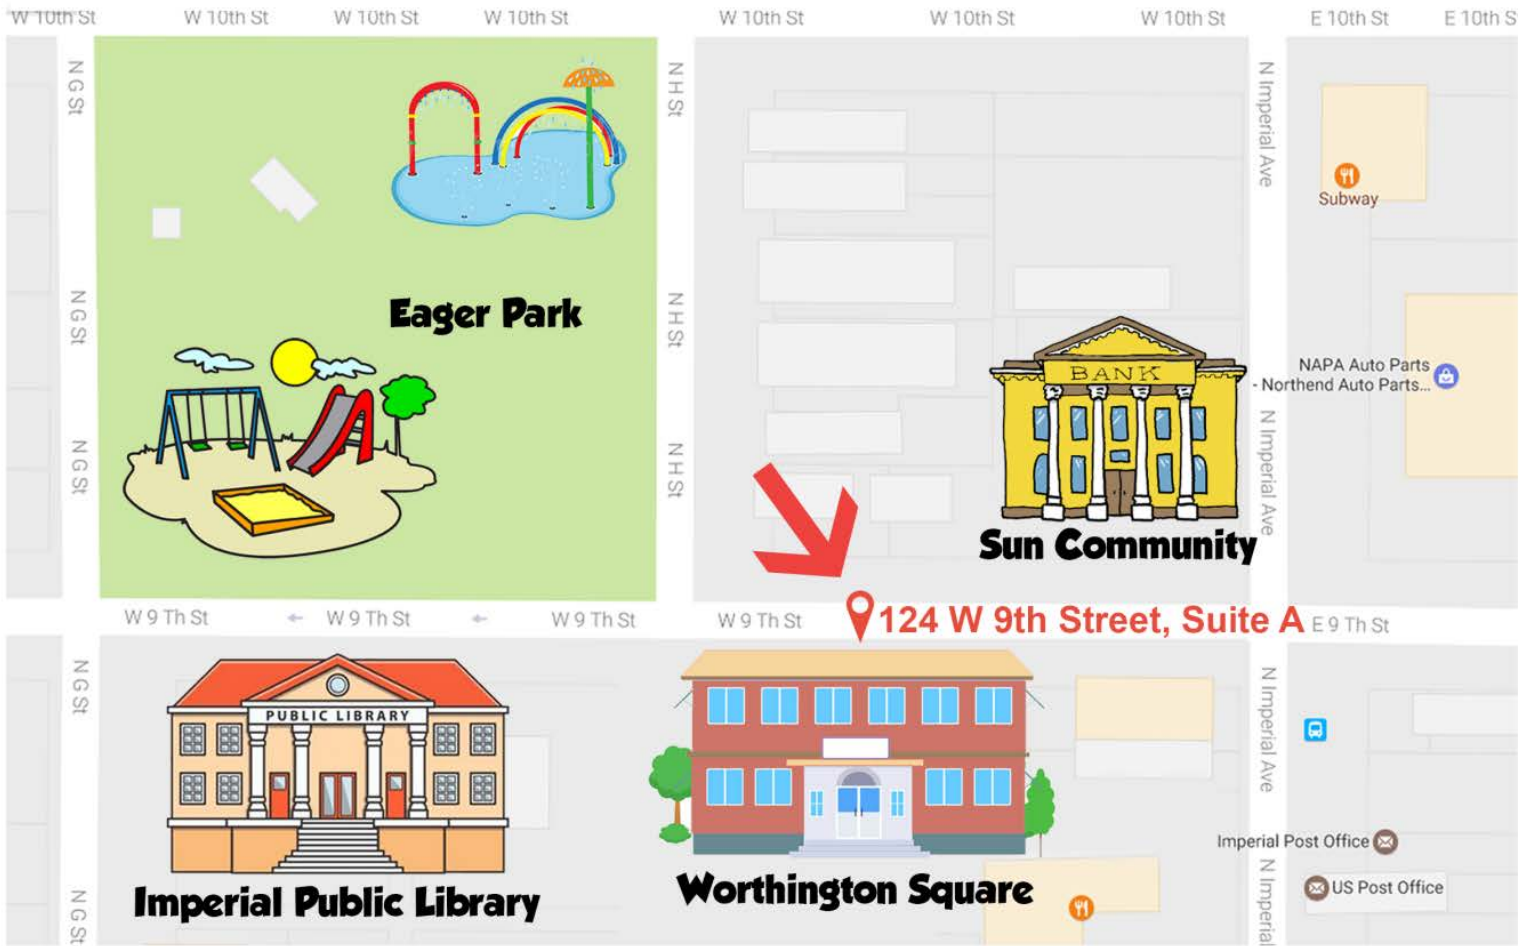 W 10th St
W 10th St
W 10th St
W 10th St
W 10th St
W 10th St
W 10th St
E 10th St
E 10th S
N G St
N H St
N Imperial Ave
Subway
Eager Park
N G St
N H St
BANK
NAPA Auto Parts
- Northend Auto Parts...
N G St
N H St
N Imperial Ave
Sun Community
W 9 Th St
W 9 Th St
W 9 Th St
W 9 Th St
124 W 9th Street, Suite A
E 9 Th St
N G St
N Imperial Ave
PUBLIC LIBRARY
Imperial Post Office
US Post Office
Imperial Public Library
Worthington Square
N G St
N Imperial